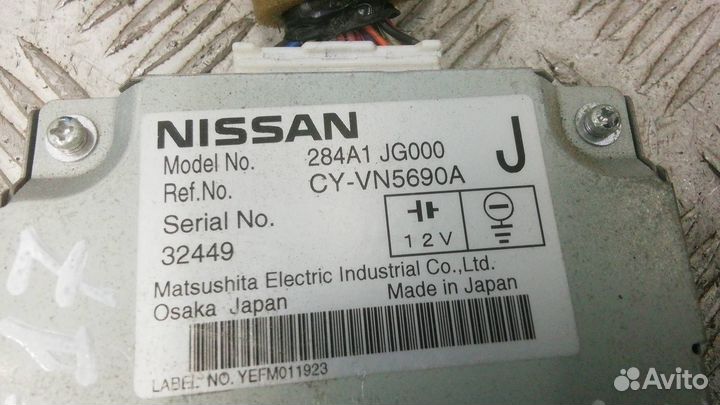 NISSAN
Model No. 284A1 JG000
J
Ref.No. CY-VN5690A
Serial No.
32449
12V
Matsushita Electric Industrial Co.,Ltd.
Osaka Japan Made in Japan
LABEL NO. YEFM011923
17
Avito